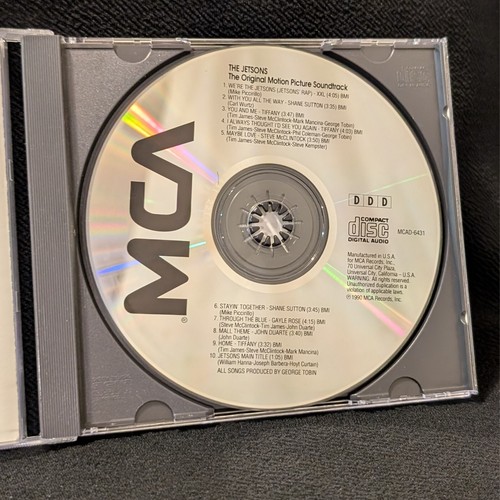 THE JETSONS
The Original Motion Picture Soundtrack
1. WE'RE THE JETSONS (JETSONS' RAP) - XXL (4:05) BMI
(Mike Piccirillo)
2. WITH YOU ALL THE WAY - SHANE SUTTON (3:35) BMI
(Carl Wurtz)
3. YOU AND ME - TIFFANY (3:47) BMI
(Tim James-Steve McClintock-Mark Mancina-George Tobin)
4. I ALWAYS THOUGHT I'D SEE YOU AGAIN - TIFFANY (4:03) BMI
(Tim James-Steve McClintock-Phil Coleman-George Tobin)
5. MAYBE LOVE - STEVE McCLINTOCK (3:50) BMI
(Tim James-Steve McClintock-Steve Kempster)
MCA
®
D D D
COMPACT
disc
DIGITAL AUDIO
MCAD-6431
Manufactured in U.S.A.
for MCA Records, Inc.,
70 Universal City Plaza,
Universal City, California - U.S.A.
WARNING: All rights reserved.
Unauthorized duplication is a
violation of applicable laws.
℗ 1990 MCA Records, Inc.
6. STAYIN' TOGETHER - SHANE SUTTON (3:45) BMI
(Mike Piccirillo)
7. THROUGH THE BLUE - GAYLE ROSE (4:15) BMI
(Steve McClintock-Tim James-John Duarte)
8. MALL THEME - JOHN DUARTE (3:40) BMI
(John Duarte)
9. HOME - TIFFANY (3:32) BMI
(Tim James-Steve McClintock-Mark Mancina)
10. JETSONS MAIN TITLE (1:05) BMI
(William Hanna-Joseph Barbera-Hoyt Curtain)
ALL SONGS PRODUCED BY GEORGE TOBIN